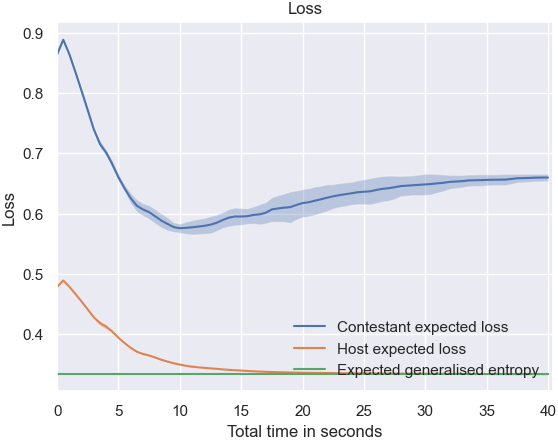 Loss
0.9
0.8
0.7
0.6
0.5
0.4
Loss
Contestant expected loss
Host expected loss
Expected generalised entropy
0 5 10 15 20 25 30 35 40
Total time in seconds